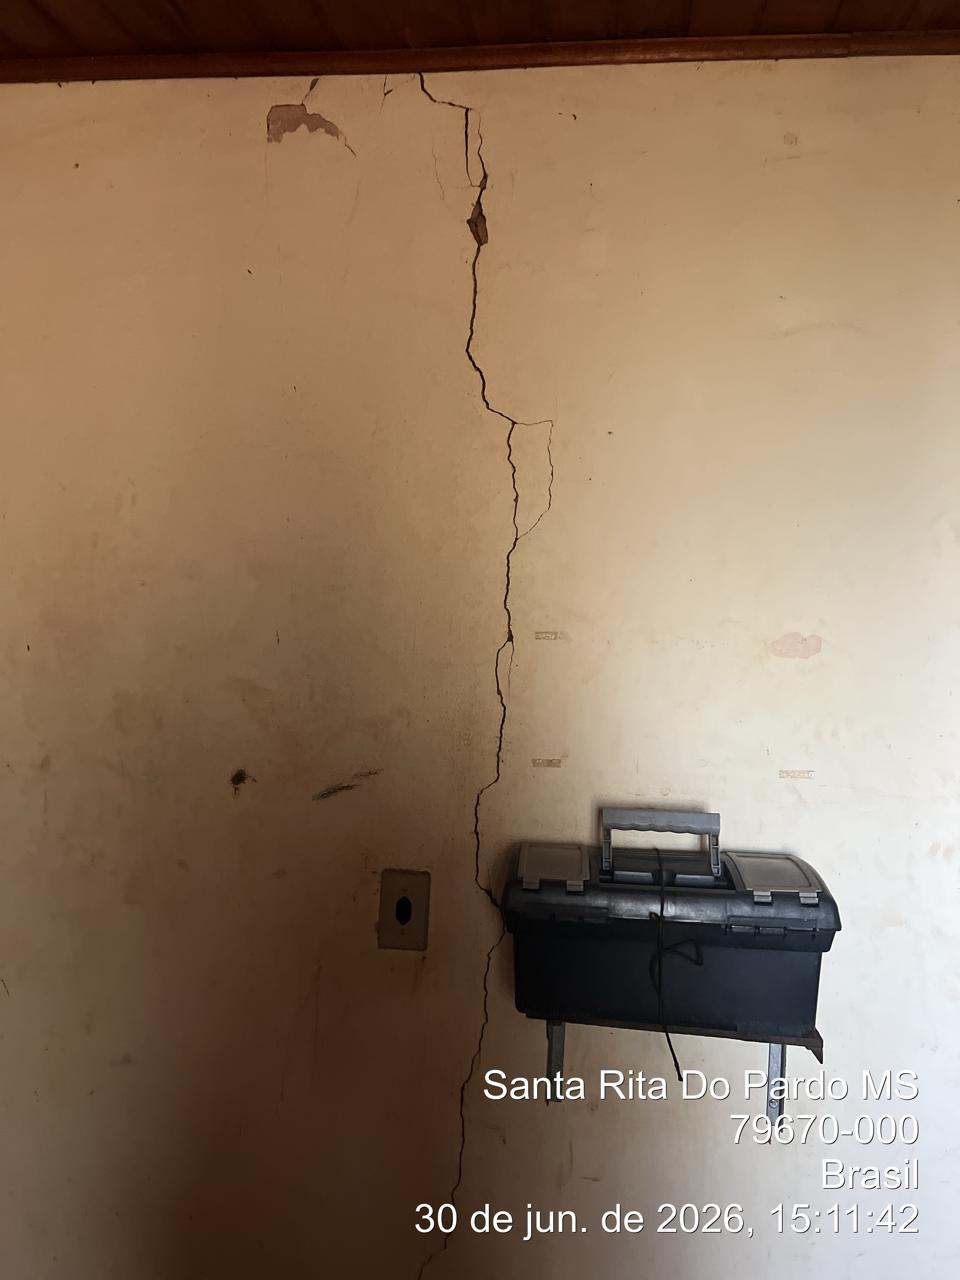 Santa Rita Do Pardo MS
79670-000
Brasil
30 de jun. de 2026, 15:11:42